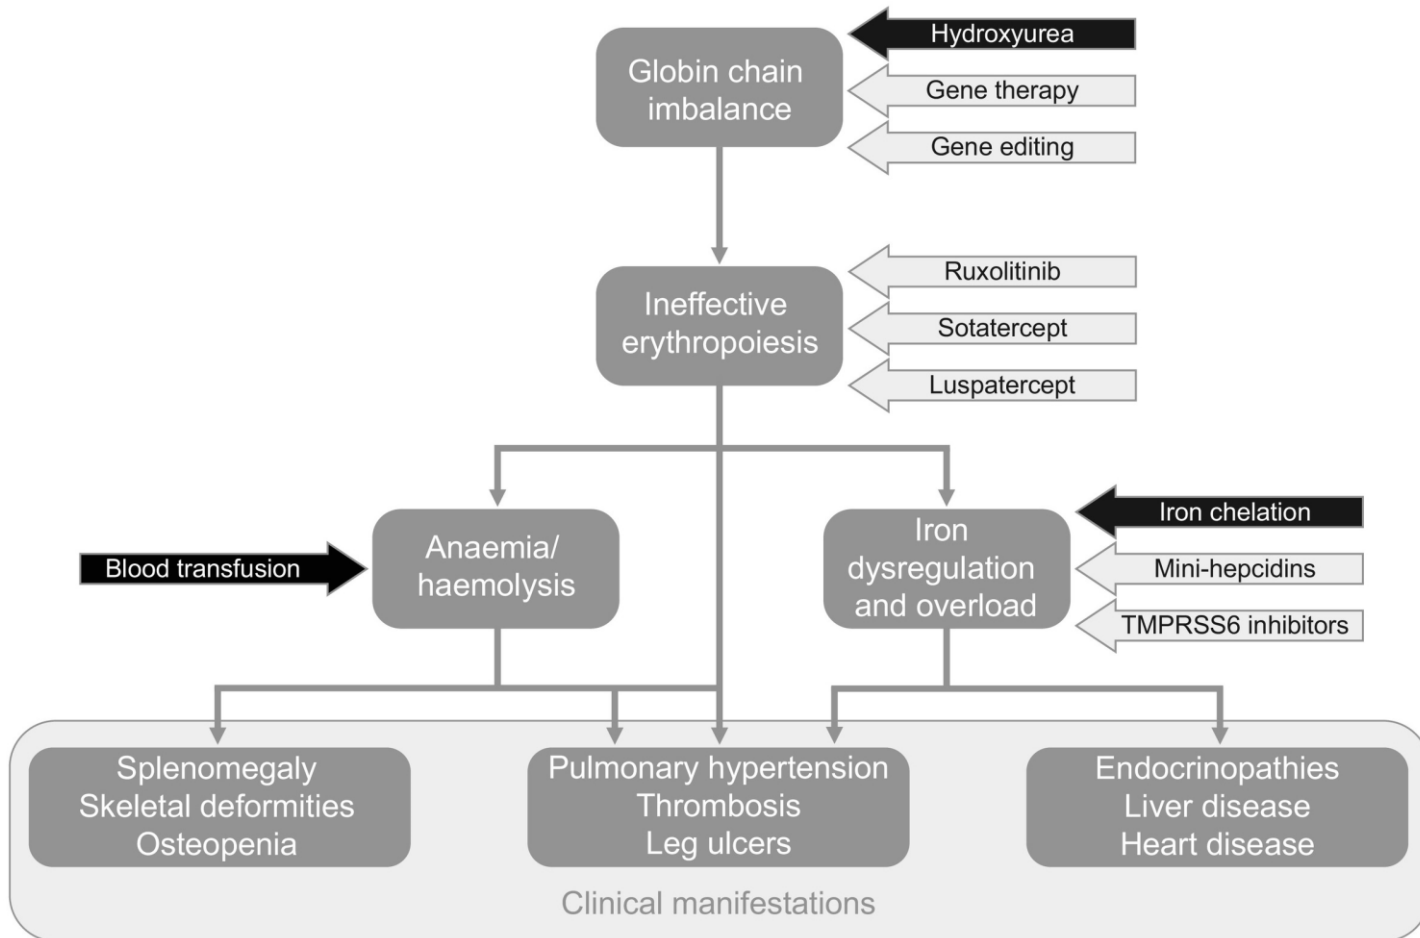 Globin chain
imbalance
Hydroxyurea
Gene therapy
Gene editing
Ineffective
erythropoiesis
Ruxolitinib
Sotatercept
Luspatercept
Blood transfusion
Anaemia/
haemolysis
Iron
dysregulation
and overload
Iron chelation
Mini-hepcidins
TMPRSS6 inhibitors
Splenomegaly
Skeletal deformities
Osteopenia
Pulmonary hypertension
Thrombosis
Leg ulcers
Endocrinopathies
Liver disease
Heart disease
Clinical manifestations